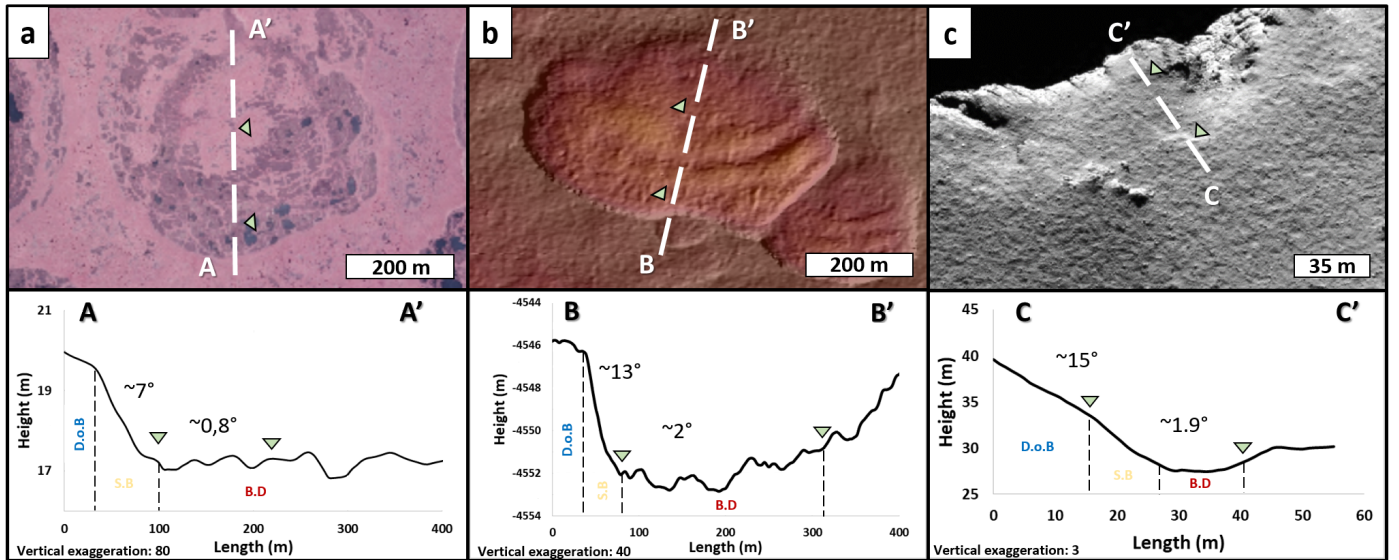 a
A’
A
200 m
b
B’
B
200 m
c
C’
C
35 m
A
A’
21
19
17
Height (m)
~7°
~0,8°
D.o.B
S.B
B.D
0
100
200
300
400
Length (m)
Vertical exaggeration: 80
B
B’
-4544
-4546
-4548
-4550
-4552
-4554
Height (m)
~13°
~2°
D.o.B
S.B
B.D
0
100
200
300
400
Length (m)
Vertical exaggeration: 40
C
C’
45
40
35
30
25
Height (m)
~15°
~1.9°
D.o.B
S.B
B.D
0
10
20
30
40
50
60
Length (m)
Vertical exaggeration: 3